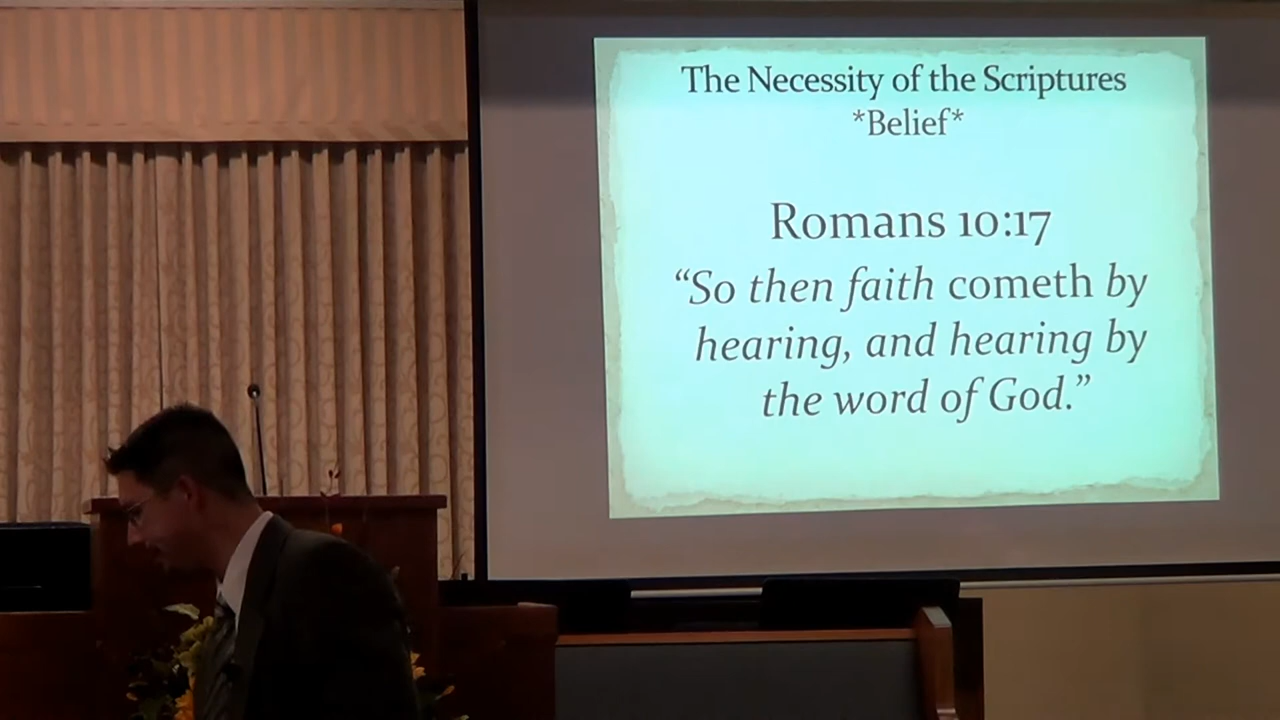 The Necessity of the Scriptures
*Belief*
Romans 10:17
“So then faith cometh by
hearing, and hearing by
the word of God.”